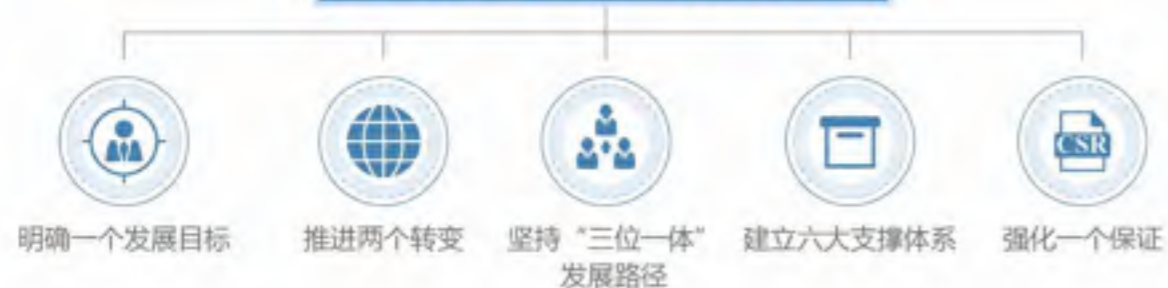 CSR
明确一个发展目标
推进两个转变
坚持“三位一体”
发展路径
建立六大支撑体系
强化一个保证